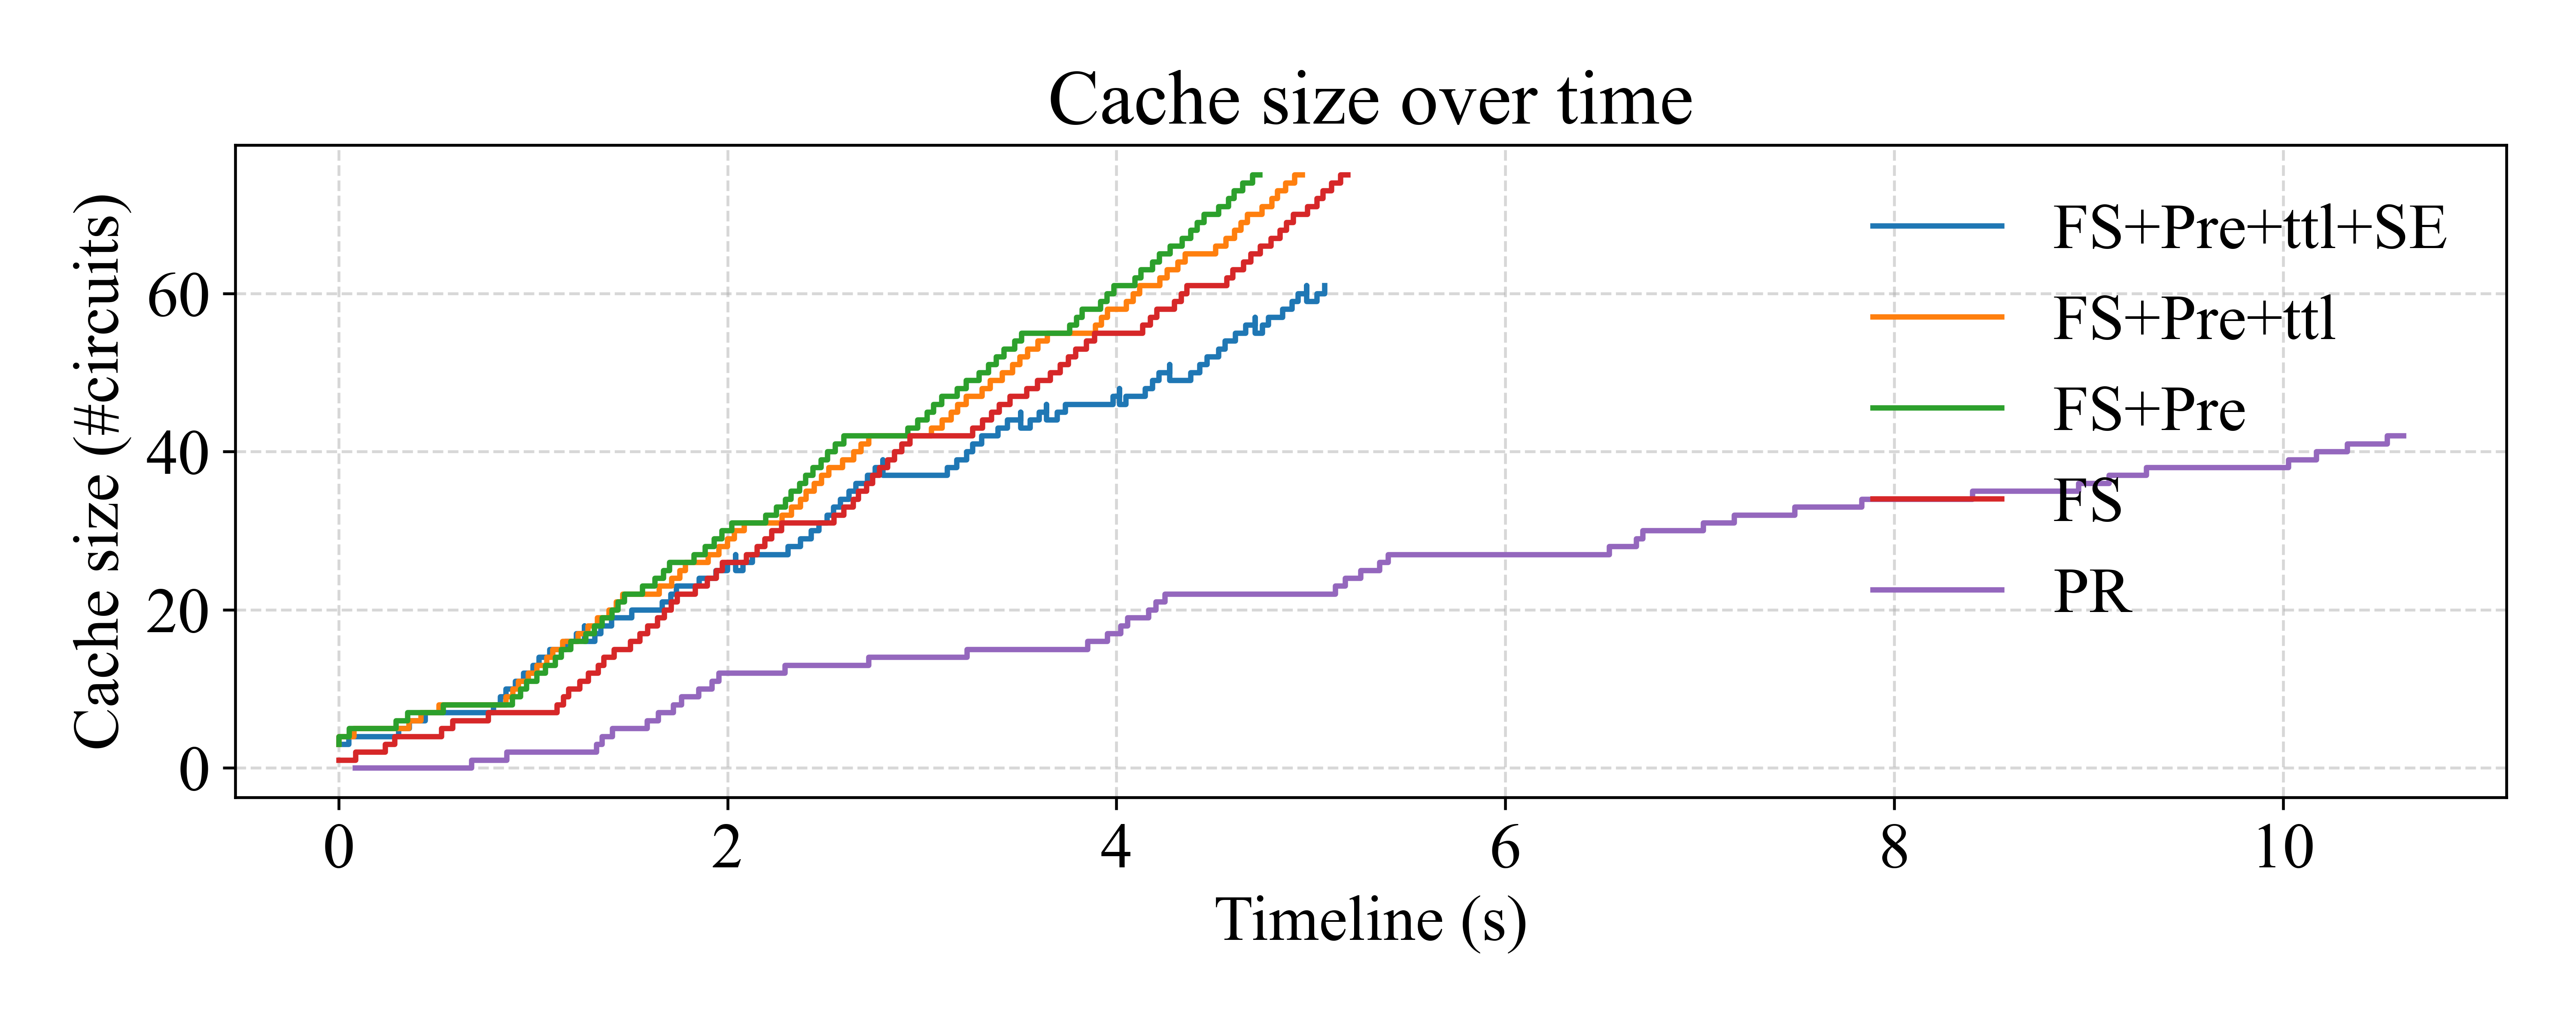 Cache size over time
Cache size (#circuits)
60
40
20
0
0 2 4 6 8 10
Timeline (s)
FS+Pre+ttl+SE
FS+Pre+ttl
FS+Pre
FS
PR